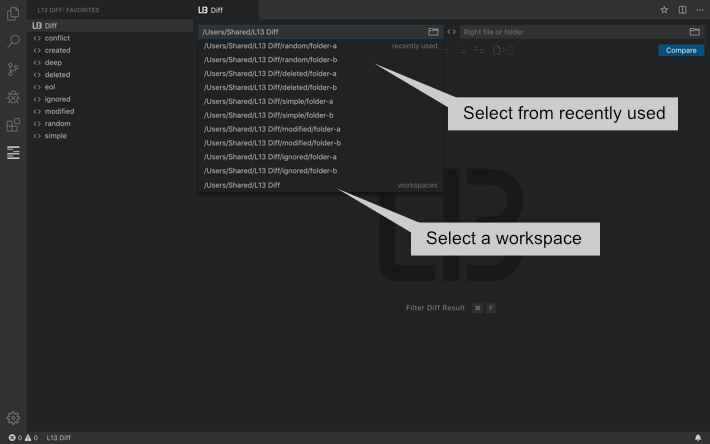 L13 DIFF: FAVORITES
Diff
conflict
created
deep
deleted
eol
ignored
modified
random
simple
L13 Diff
/Users/Shared/L13 Diff
Right file or folder
Compare
/Users/Shared/L13 Diff/random/folder-a recently used
/Users/Shared/L13 Diff/random/folder-b
/Users/Shared/L13 Diff/deleted/folder-a
/Users/Shared/L13 Diff/deleted/folder-b
/Users/Shared/L13 Diff/simple/folder-a
/Users/Shared/L13 Diff/simple/folder-b
/Users/Shared/L13 Diff/modified/folder-a
/Users/Shared/L13 Diff/modified/folder-b
/Users/Shared/L13 Diff/ignored/folder-a
/Users/Shared/L13 Diff/ignored/folder-b
/Users/Shared/L13 Diff workspaces
Select from recently used
Select a workspace
L13
Filter Diff Result ⌘ F
0 0 L13 Diff